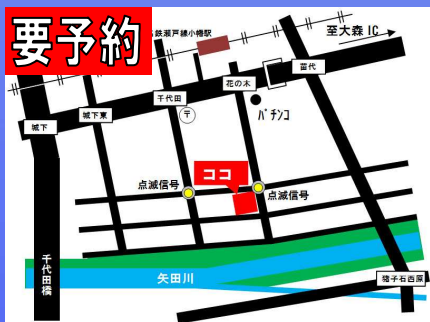 要予約
名鉄瀬戸線小幡駅
至大森 IC
苗代
花の木
千代田
城下東
城下
〒
パチンコ
ココ
点滅信号
点滅信号
千代田橋
矢田川
猪子石西原